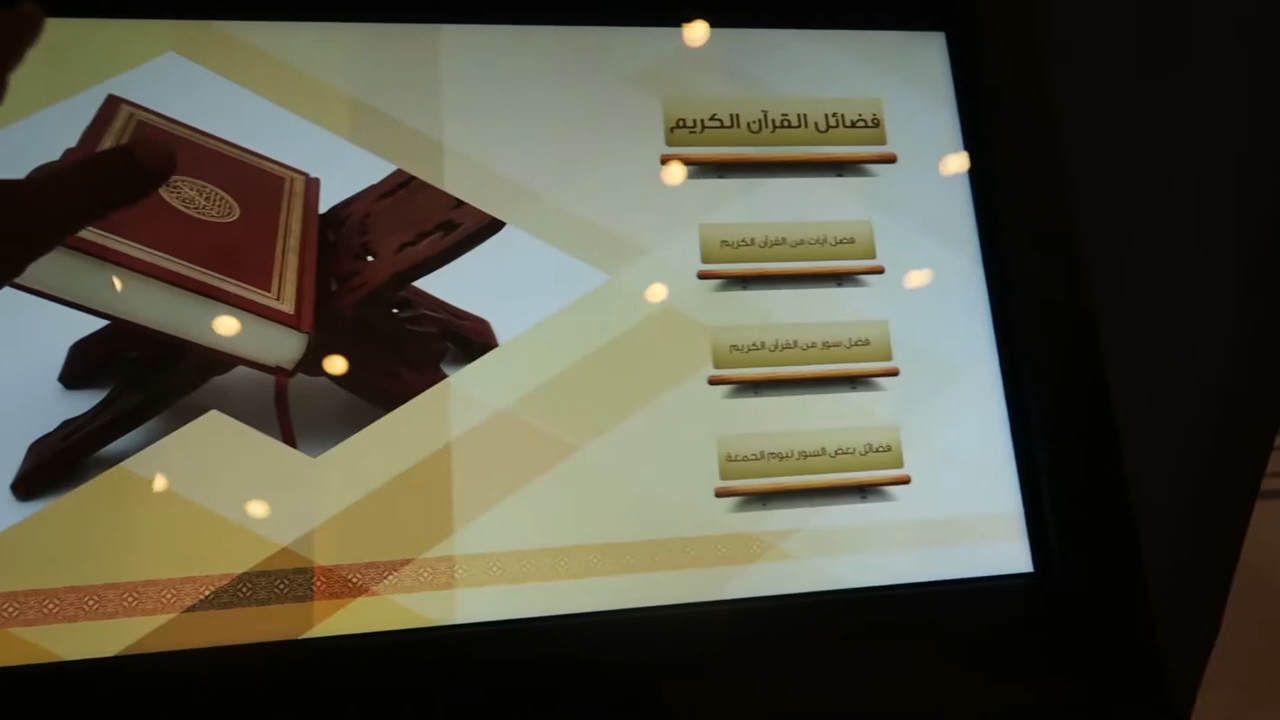 فضائل القرآن الكريم
فضل آيات من القرآن الكريم
فضل سور من القرآن الكريم
فضائل بعض السور ليوم الجمعة